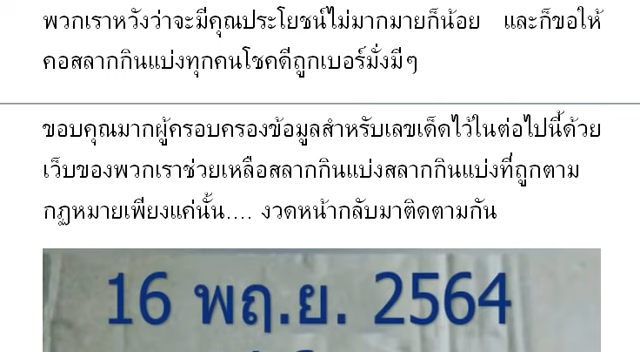 พวกเราหวังว่าจะมีคุณประโยชน์ไม่มากมายก็น้อย และก็ขอให้
คอสลากกินแบ่งทุกคนโชคดีถูกเบอร์มั่งมีๆ
ขอบคุณมากผู้ครอบครองข้อมูลสำหรับเลขเด็ดไว้ในต่อไปนี้ด้วย
เว็บของพวกเราช่วยเหลือสลากกินแบ่งสลากกินแบ่งที่ถูกตาม
กฏหมายเพียงแค่นั้น.... งวดหน้ากลับมาติดตามกัน
16 พฤ.ย. 2564